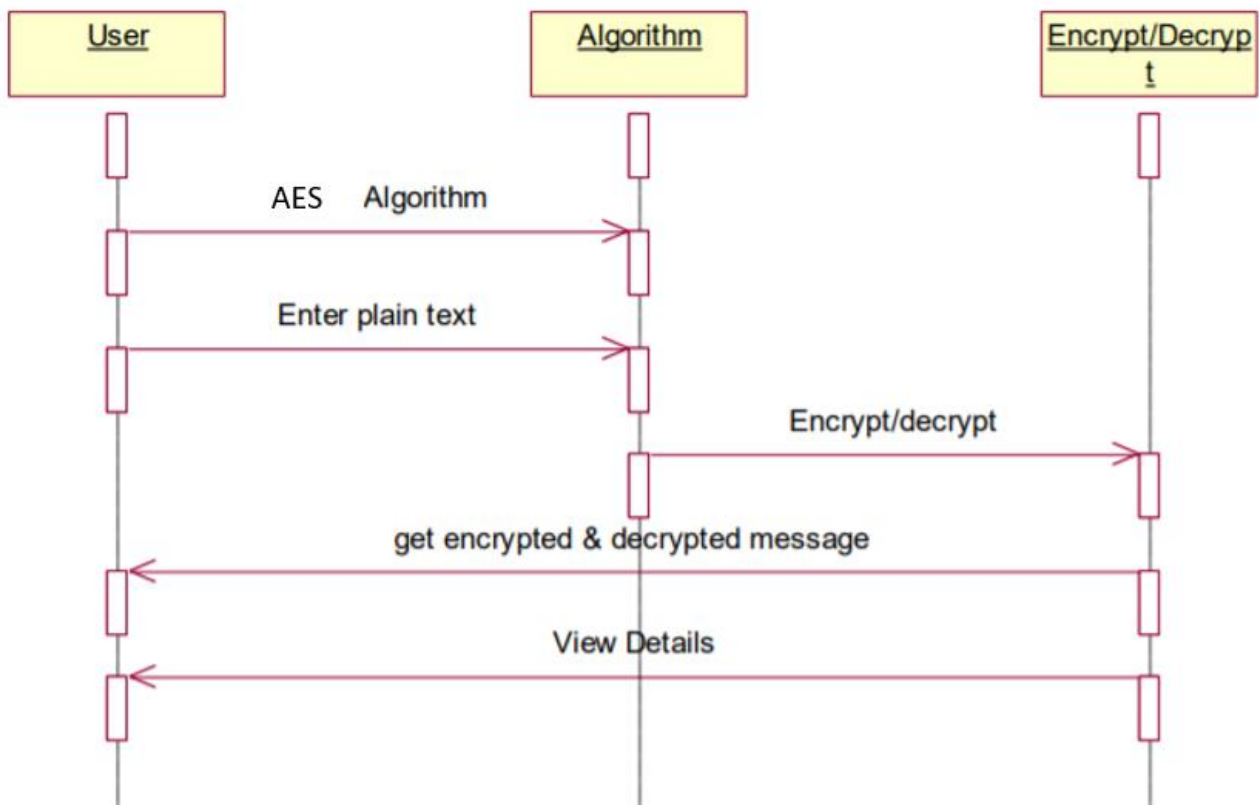 User
Algorithm
Encrypt/Decryp
t
AES Algorithm
Enter plain text
Encrypt/decrypt
get encrypted & decrypted message
View Details